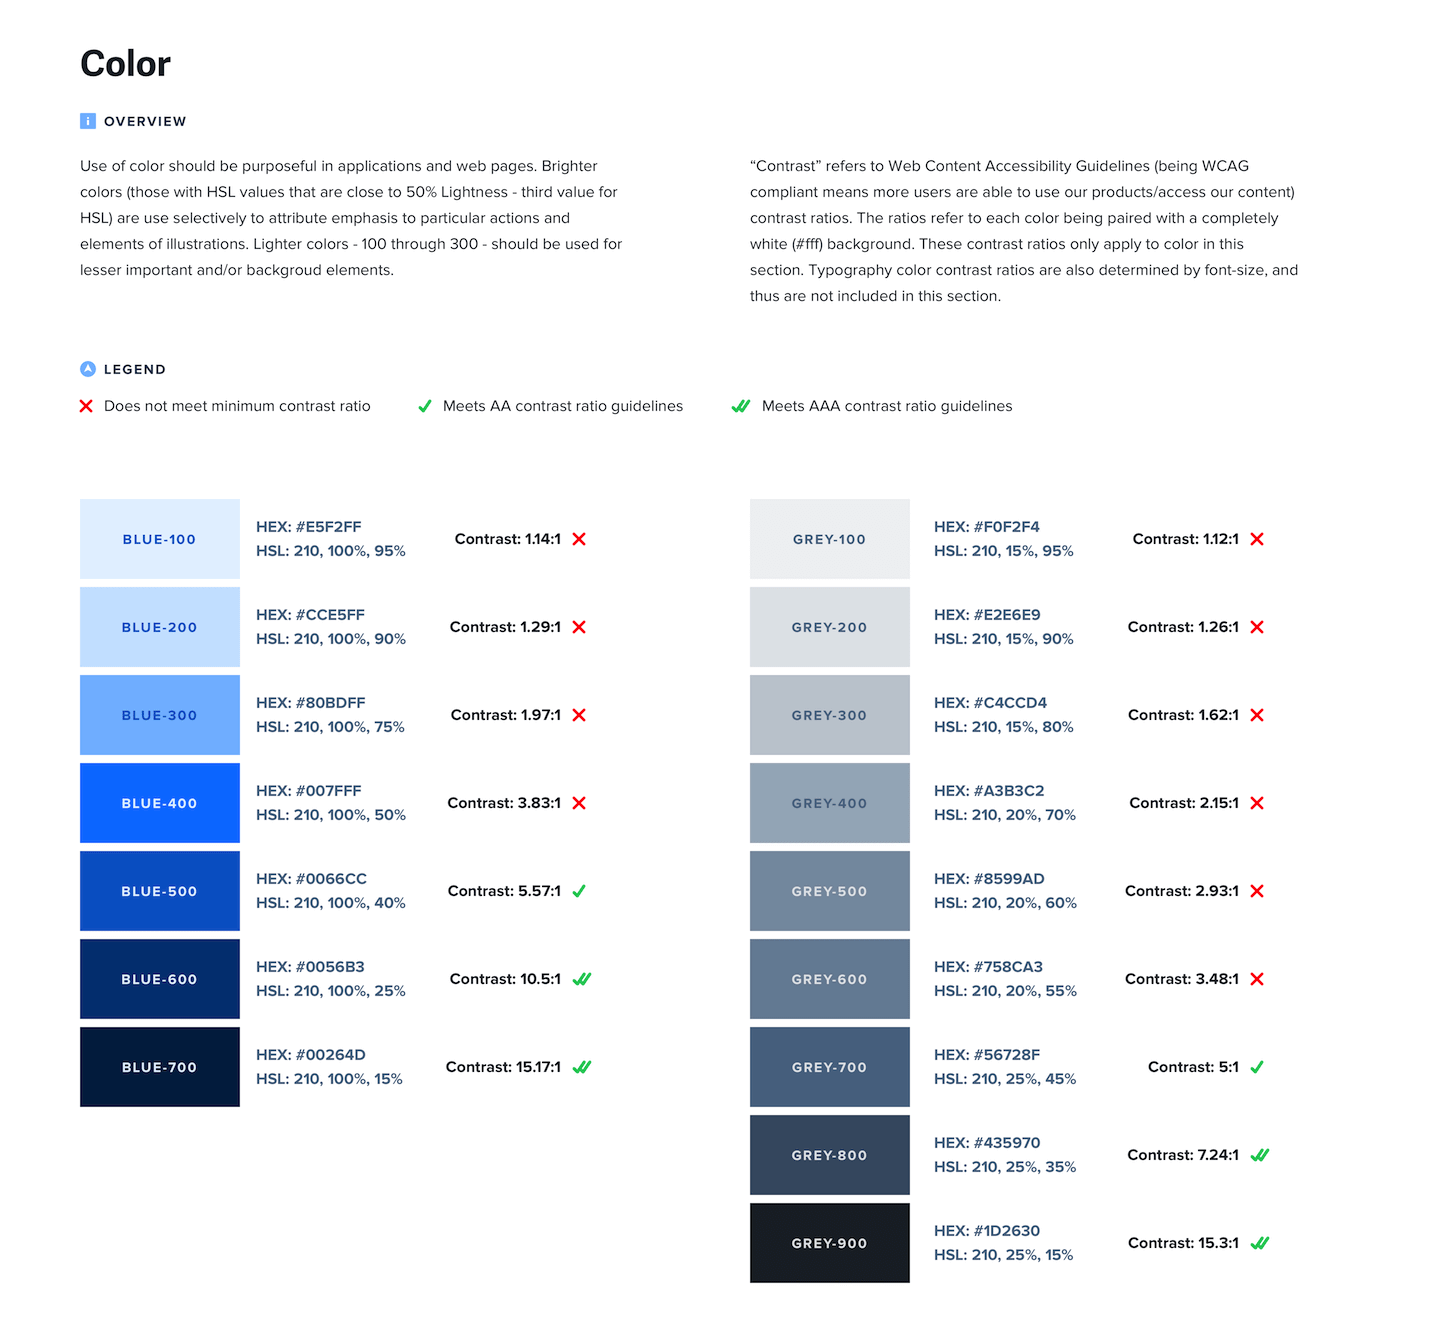 Color
OVERVIEW
Use of color should be purposeful in applications and web pages. Brighter
colors (those with HSL values that are close to 50% Lightness - third value for
HSL) are use selectively to attribute emphasis to particular actions and
elements of illustrations. Lighter colors - 100 through 300 - should be used for
lesser important and/or backgroud elements.
“Contrast” refers to Web Content Accessibility Guidelines (being WCAG
compliant means more users are able to use our products/access our content)
contrast ratios. The ratios refer to each color being paired with a completely
white (#fff) background. These contrast ratios only apply to color in this
section. Typography color contrast ratios are also determined by font-size, and
thus are not included in this section.
LEGEND
Does not meet minimum contrast ratio
Meets AA contrast ratio guidelines
Meets AAA contrast ratio guidelines
BLUE-100
HEX: #E5F2FF
HSL: 210, 100%, 95%
Contrast: 1.14:1
BLUE-200
HEX: #CCE5FF
HSL: 210, 100%, 90%
Contrast: 1.29:1
BLUE-300
HEX: #80BDFF
HSL: 210, 100%, 75%
Contrast: 1.97:1
BLUE-400
HEX: #007FFF
HSL: 210, 100%, 50%
Contrast: 3.83:1
BLUE-500
HEX: #0066CC
HSL: 210, 100%, 40%
Contrast: 5.57:1
BLUE-600
HEX: #0056B3
HSL: 210, 100%, 25%
Contrast: 10.5:1
BLUE-700
HEX: #00264D
HSL: 210, 100%, 15%
Contrast: 15.17:1
GREY-100
HEX: #F0F2F4
HSL: 210, 15%, 95%
Contrast: 1.12:1
GREY-200
HEX: #E2E6E9
HSL: 210, 15%, 90%
Contrast: 1.26:1
GREY-300
HEX: #C4CCD4
HSL: 210, 15%, 80%
Contrast: 1.62:1
GREY-400
HEX: #A3B3C2
HSL: 210, 20%, 70%
Contrast: 2.15:1
GREY-500
HEX: #8599AD
HSL: 210, 20%, 60%
Contrast: 2.93:1
GREY-600
HEX: #758CA3
HSL: 210, 20%, 55%
Contrast: 3.48:1
GREY-700
HEX: #56728F
HSL: 210, 25%, 45%
Contrast: 5:1
GREY-800
HEX: #435970
HSL: 210, 25%, 35%
Contrast: 7.24:1
GREY-900
HEX: #1D2630
HSL: 210, 25%, 15%
Contrast: 15.3:1